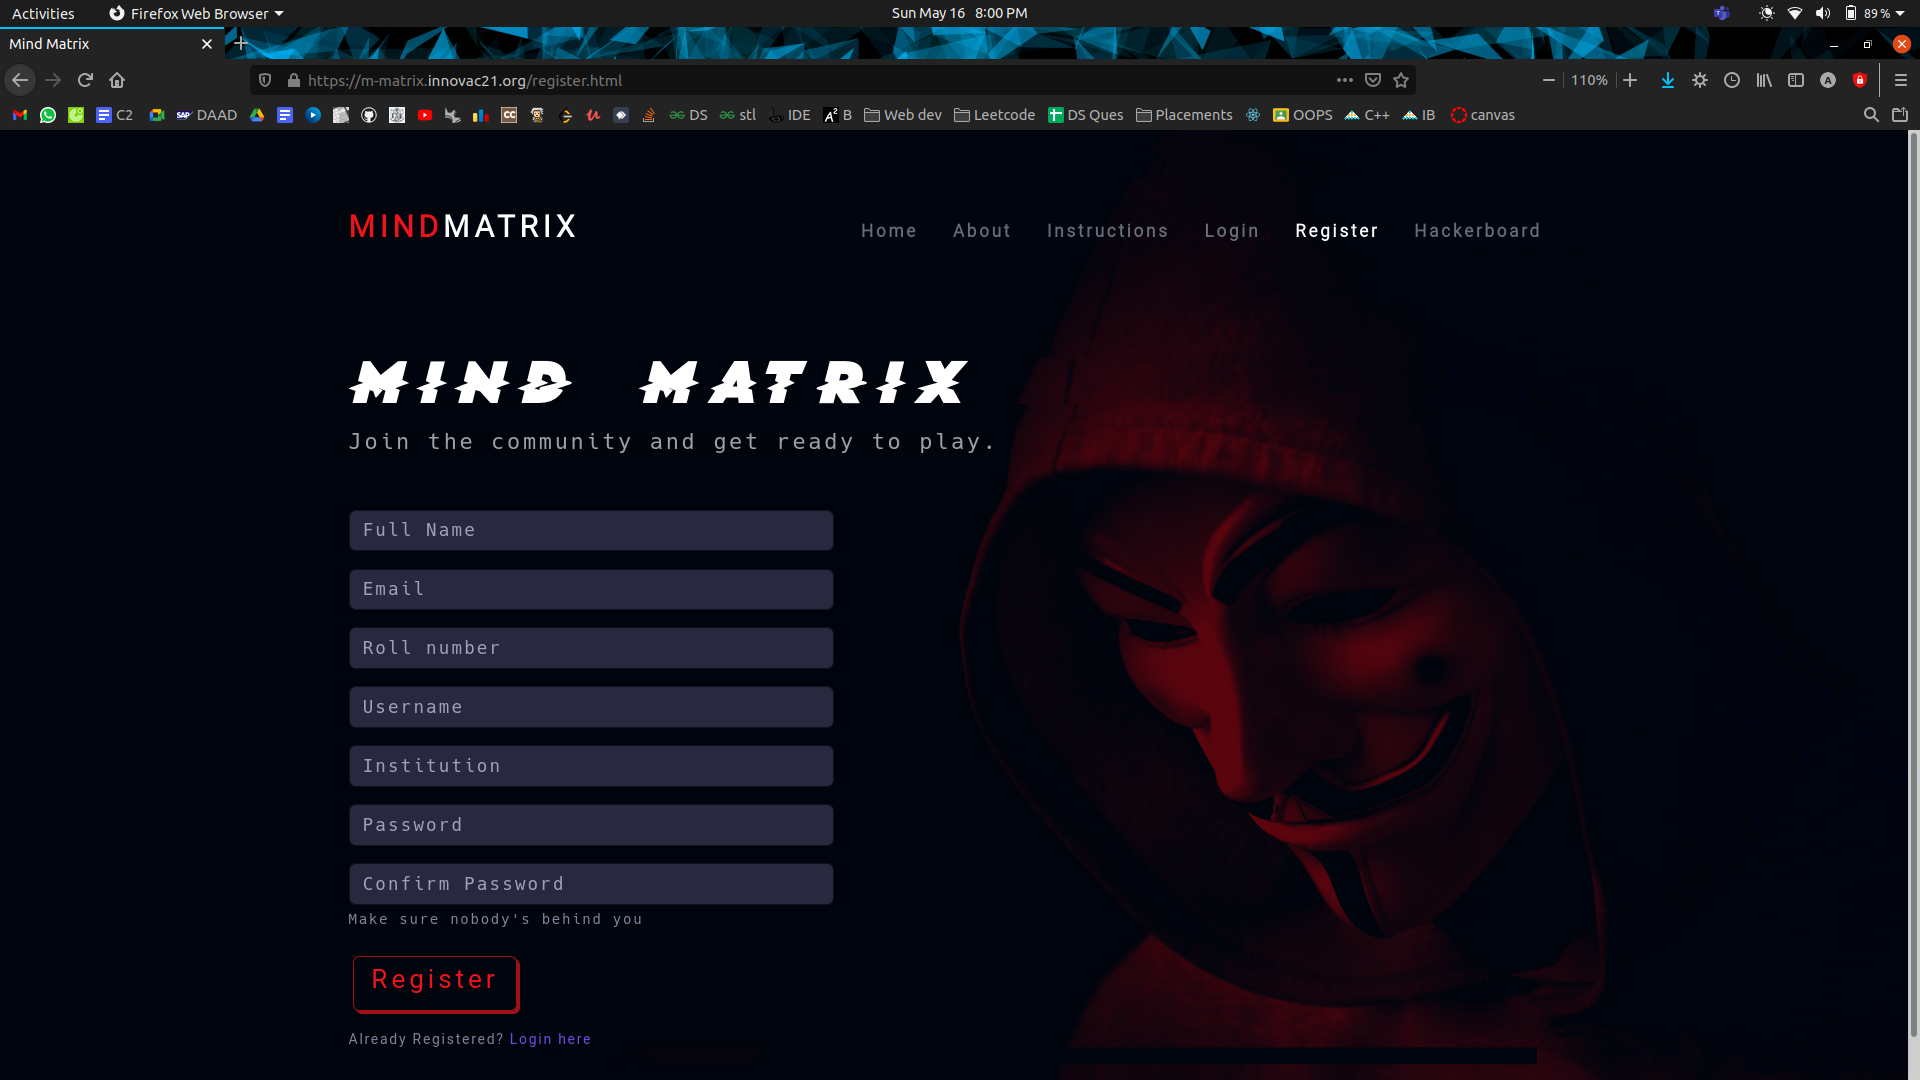 Activities Firefox Web Browser Sun May 16 8:00 PM 89 %
Mind Matrix
https://m-matrix.innovac21.org/register.html 110%
C2 SAP DAAD CC DS stl IDE A² B Web dev Leetcode DS Ques Placements OOPS C++ IB canvas
MINDMATRIX Home About Instructions Login Register Hackerboard
MIND MATRIX
Join the community and get ready to play.
Full Name
Email
Roll number
Username
Institution
Password
Confirm Password
Make sure nobody's behind you
Register
Already Registered? Login here